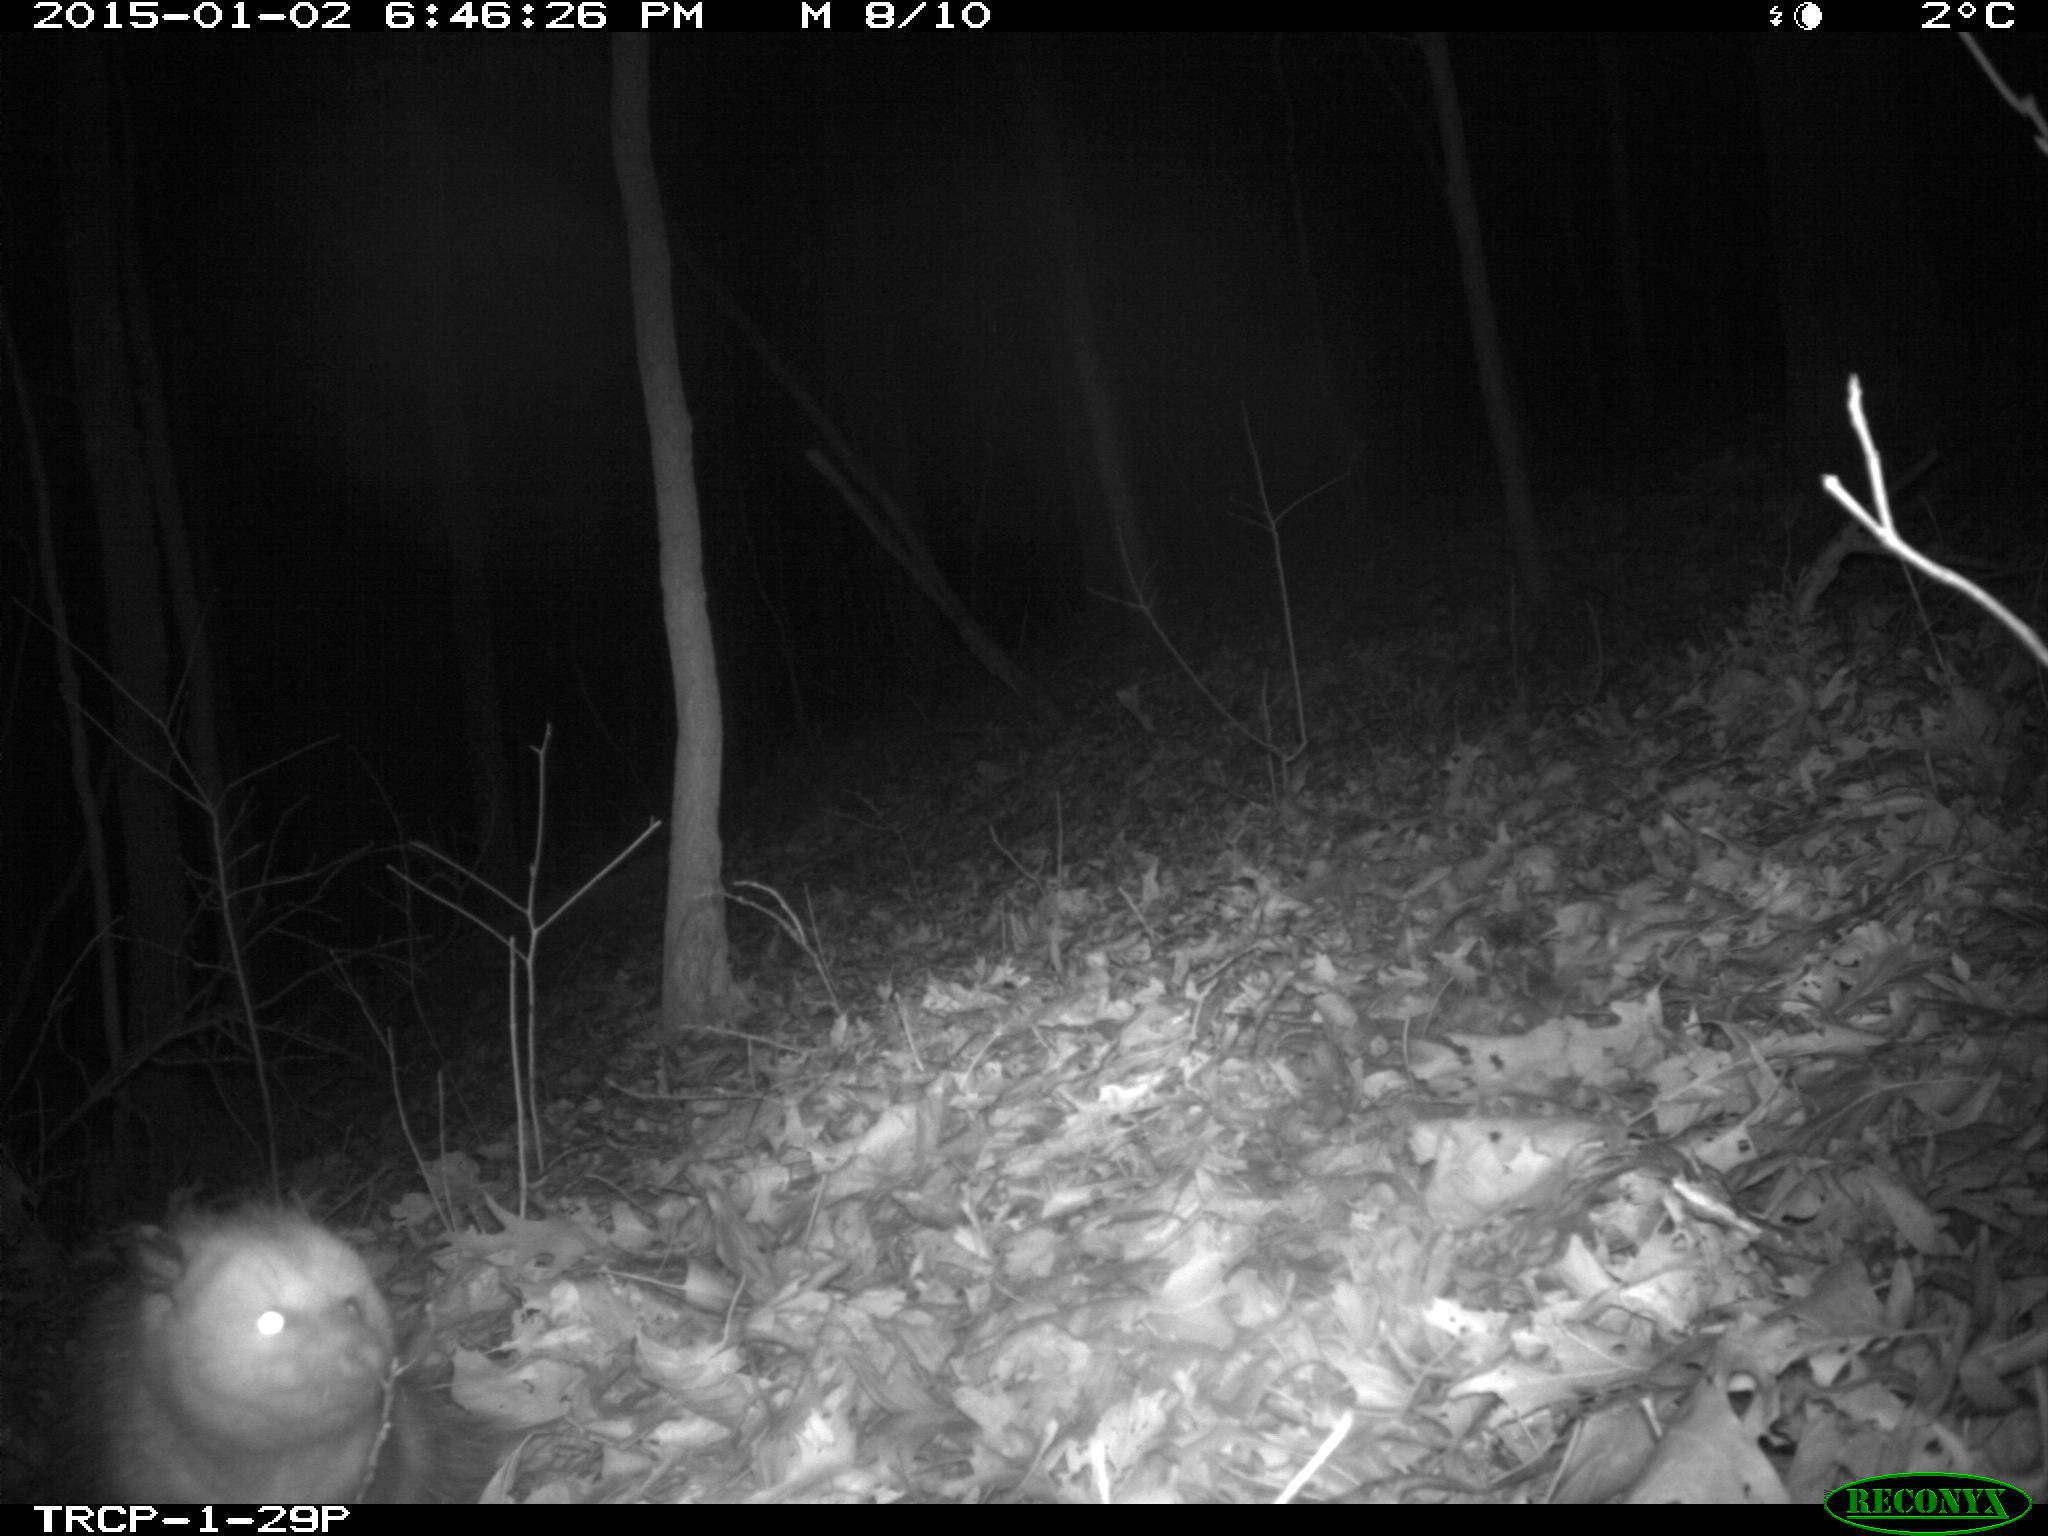 2015-01-02 6:46:26 PM M 8/10 2°C
TRCP-1-29P
RECONYX